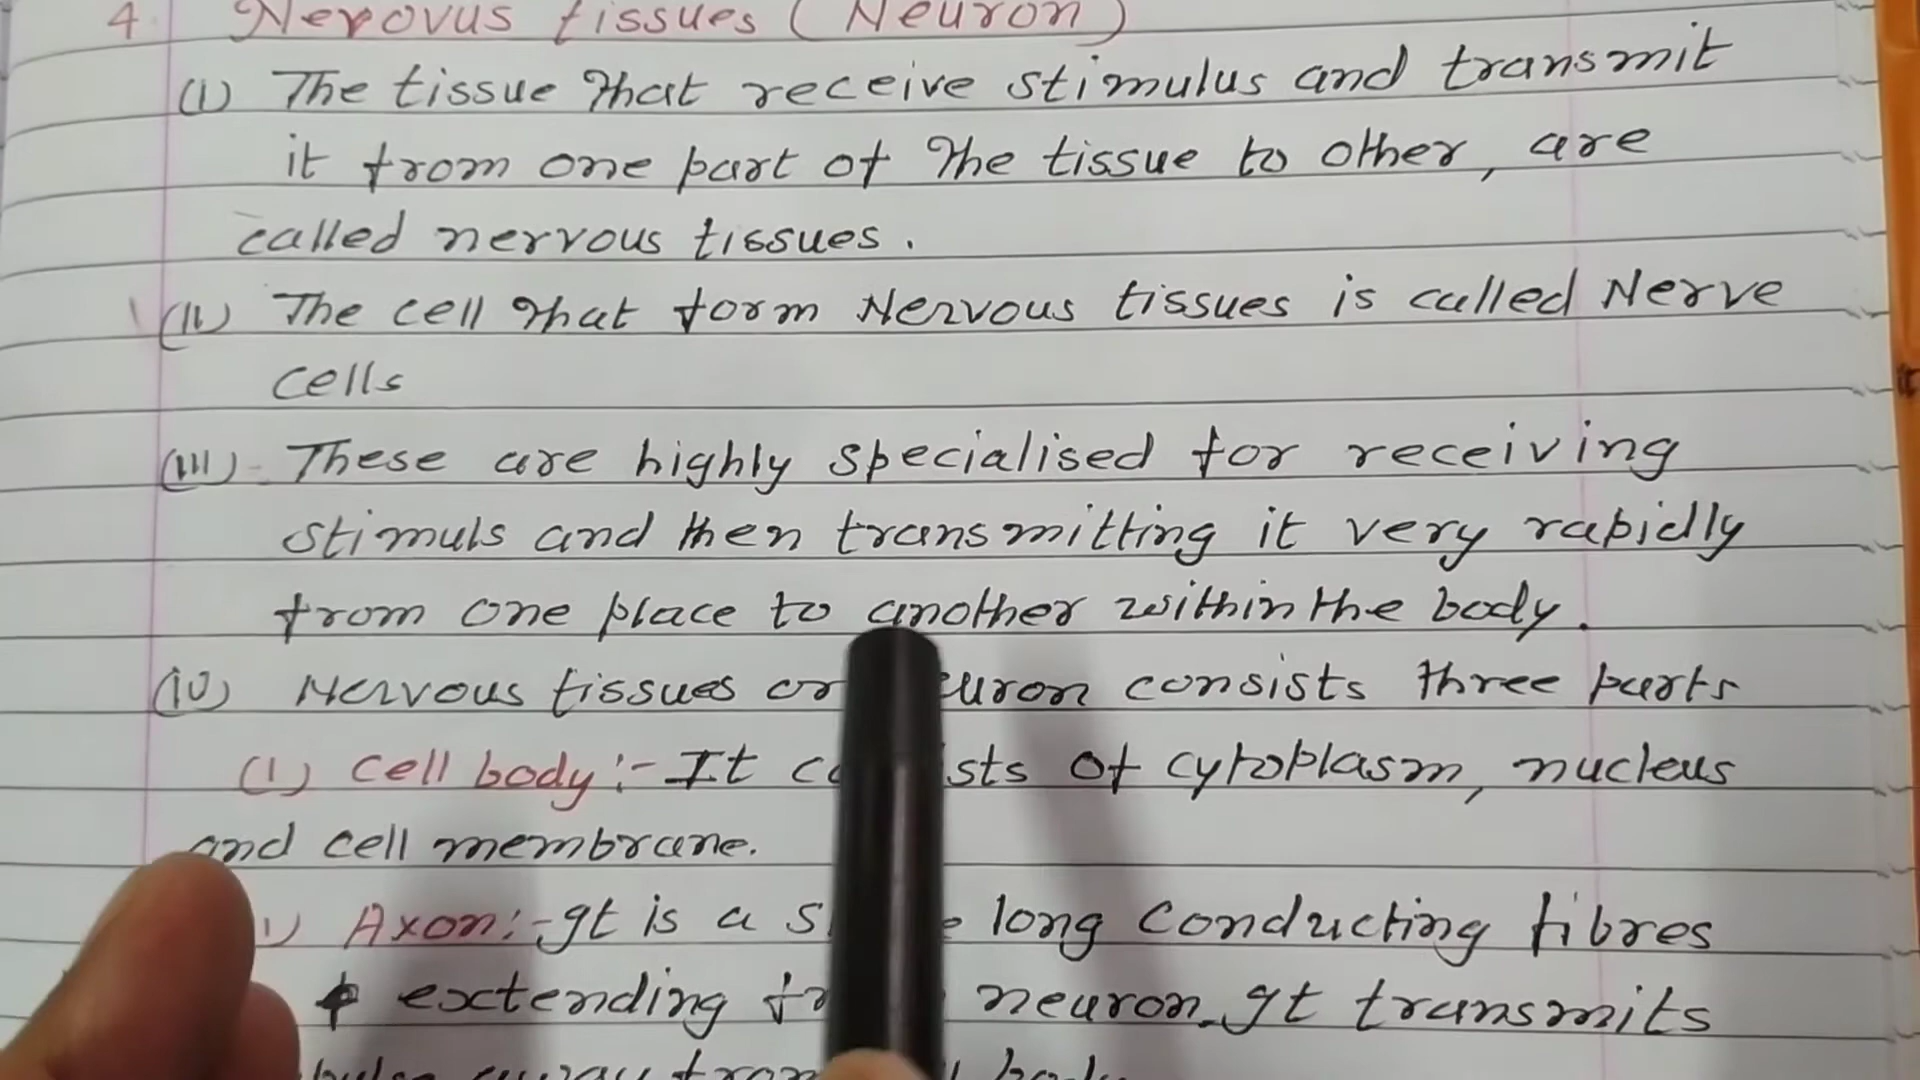 4 Nervovus tissues (Neuron)
(I) The tissue that receive stimulus and transmit
it from one part of the tissue to other, are
called nervous tissues.
(II) The cell that form Nervous tissues is called Nerve
cells
(III) These are highly specialised for receiving
stimuls and then transmitting it very rapidly
from one place to another within the body.
(IV) Nervous tissues or consists three parts
(I) cell body:- It of cytoplasm, nucleus
and cell membrane.
Axon:- It is a long conducting fibres
extending neuron. It transmits
away from body